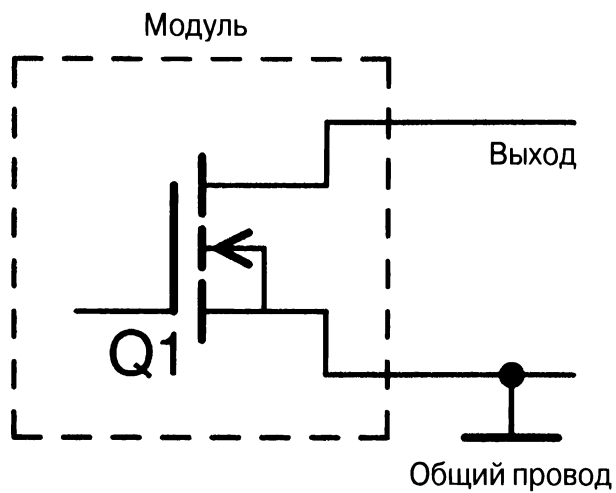 Модуль
Выход
Q1
Общий провод